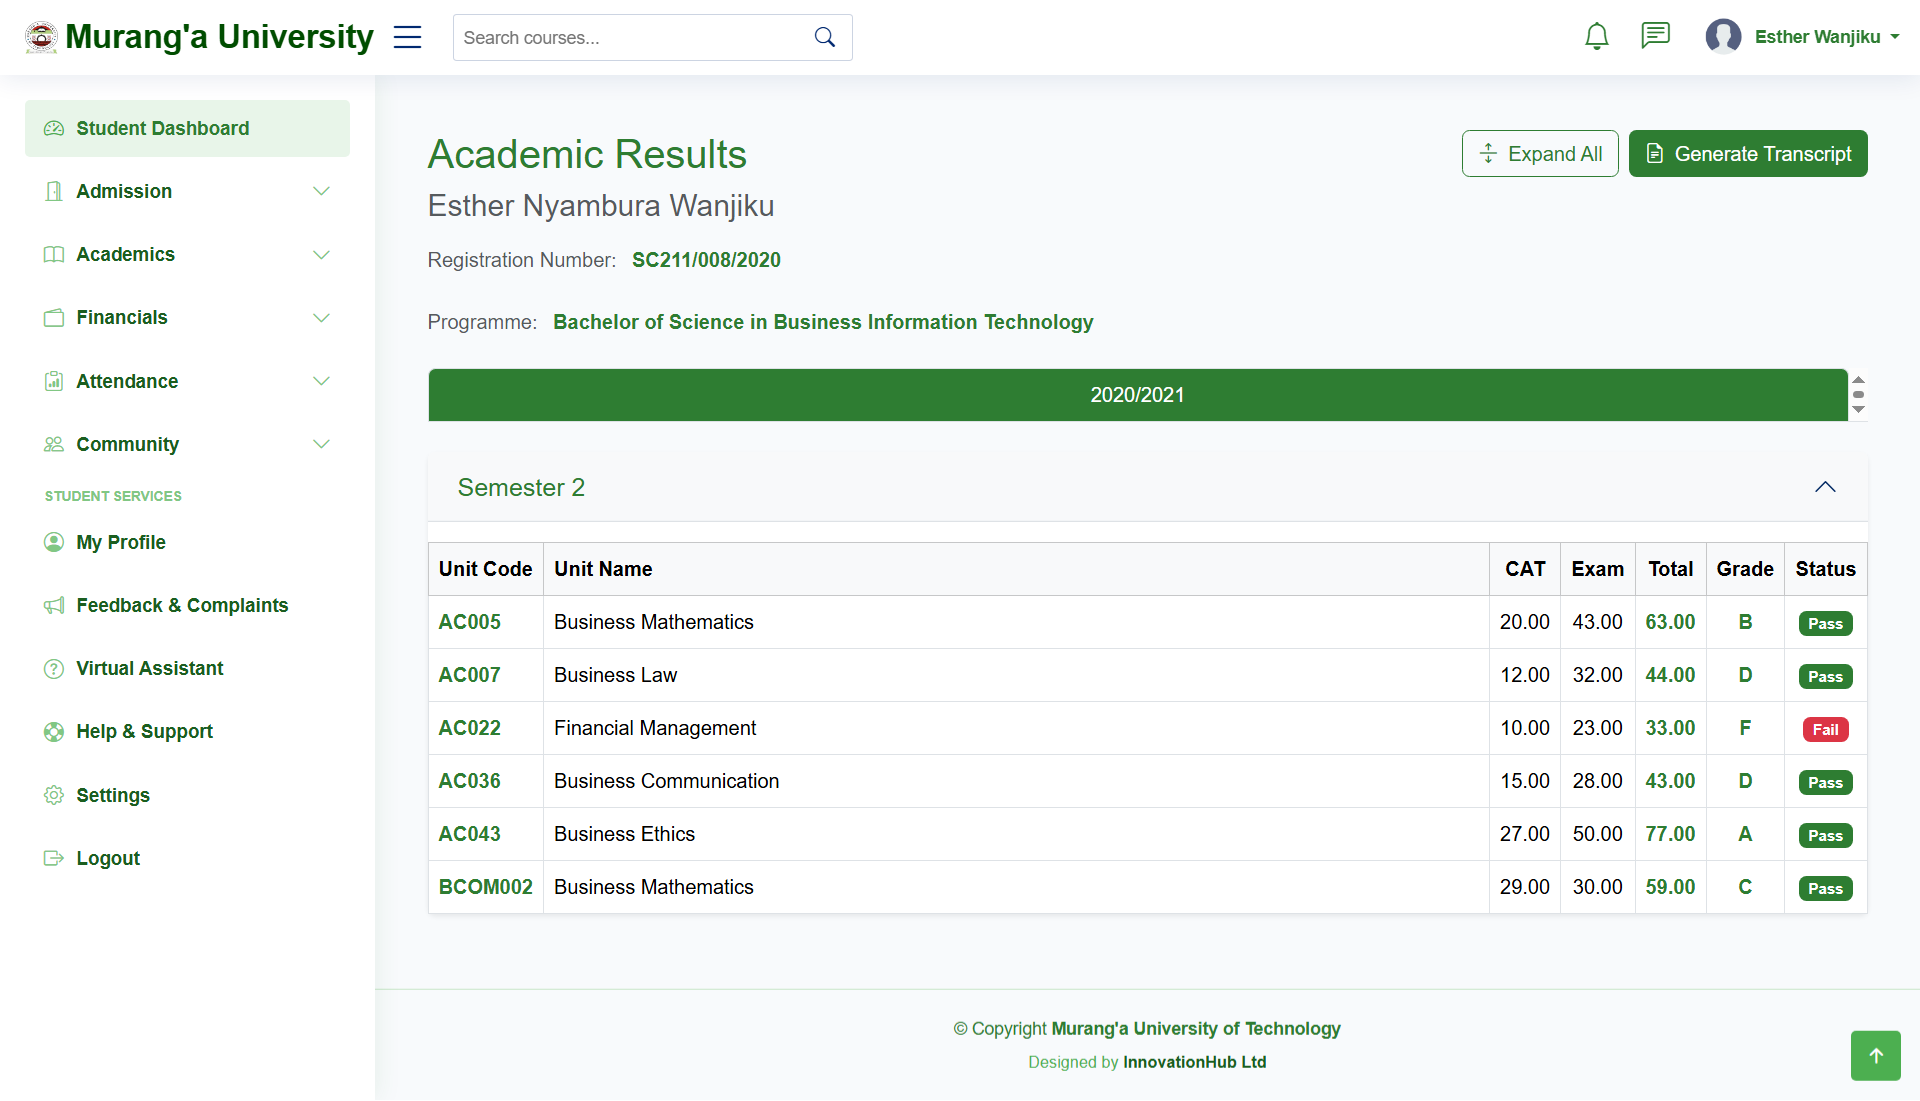 Murang'a University
Search courses...
Esther Wanjiku
Student Dashboard
Admission
Academics
Financials
Attendance
Community
STUDENT SERVICES
My Profile
Feedback & Complaints
Virtual Assistant
Help & Support
Settings
Logout
Academic Results
Expand All
Generate Transcript
Esther Nyambura Wanjiku
Registration Number: SC211/008/2020
Programme: Bachelor of Science in Business Information Technology
2020/2021
Semester 2
Unit Code Unit Name CAT Exam Total Grade Status
AC005 Business Mathematics 20.00 43.00 63.00 B Pass
AC007 Business Law 12.00 32.00 44.00 D Pass
AC022 Financial Management 10.00 23.00 33.00 F Fail
AC036 Business Communication 15.00 28.00 43.00 D Pass
AC043 Business Ethics 27.00 50.00 77.00 A Pass
BCOM002 Business Mathematics 29.00 30.00 59.00 C Pass
© Copyright Murang'a University of Technology
Designed by InnovationHub Ltd